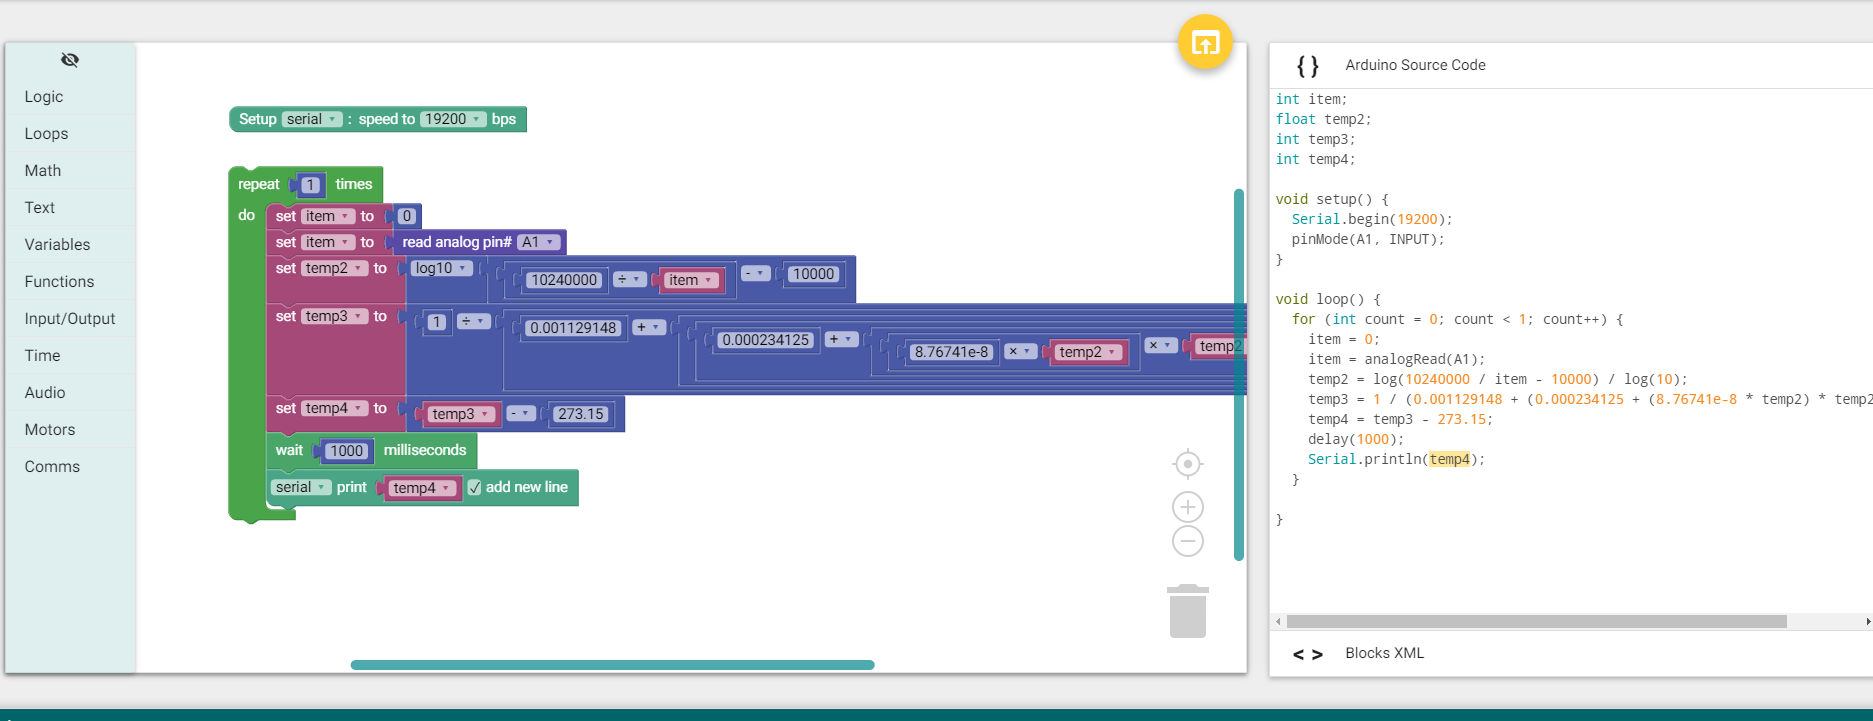 Logic
Loops
Math
Text
Variables
Functions
Input/Output
Time
Audio
Motors
Comms
Setup serial : speed to 19200 bps
repeat 1 times
do set item to 0
set item to read analog pin# A1
set temp2 to log10 10240000 ÷ item - 10000
set temp3 to 1 ÷ 0.001129148 + 0.000234125 + 8.76741e-8 × temp2 × temp2
set temp4 to temp3 - 273.15
wait 1000 milliseconds
serial print temp4 ✓ add new line
{} Arduino Source Code
int item;
float temp2;
int temp3;
int temp4;
void setup() {
Serial.begin(19200);
pinMode(A1, INPUT);
}
void loop() {
for (int count = 0; count < 1; count++) {
item = 0;
item = analogRead(A1);
temp2 = log(10240000 / item - 10000) / log(10);
temp3 = 1 / (0.001129148 + (0.000234125 + (8.76741e-8 * temp2) * temp2
temp4 = temp3 - 273.15;
delay(1000);
Serial.println(temp4);
}
}
< > Blocks XML